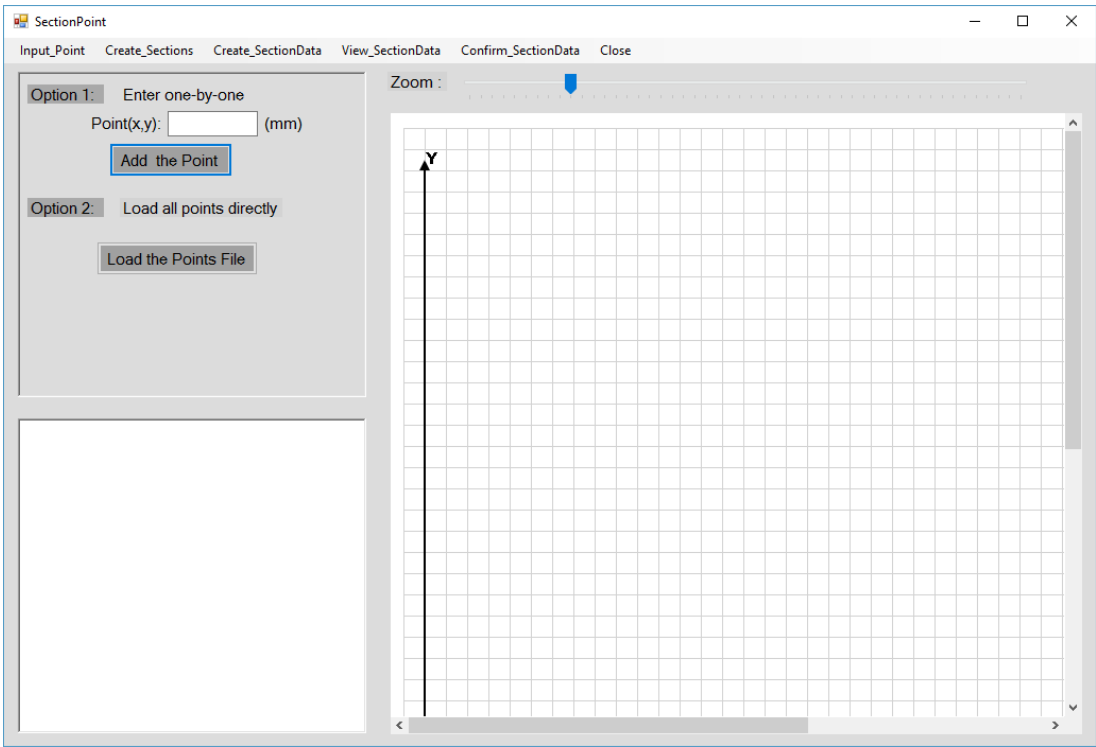 SectionPoint
Input_Point Create_Sections Create_SectionData View_SectionData Confirm_SectionData Close
Option 1: Enter one-by-one
Point(x,y): (mm)
Add the Point
Option 2: Load all points directly
Load the Points File
Zoom :
Y